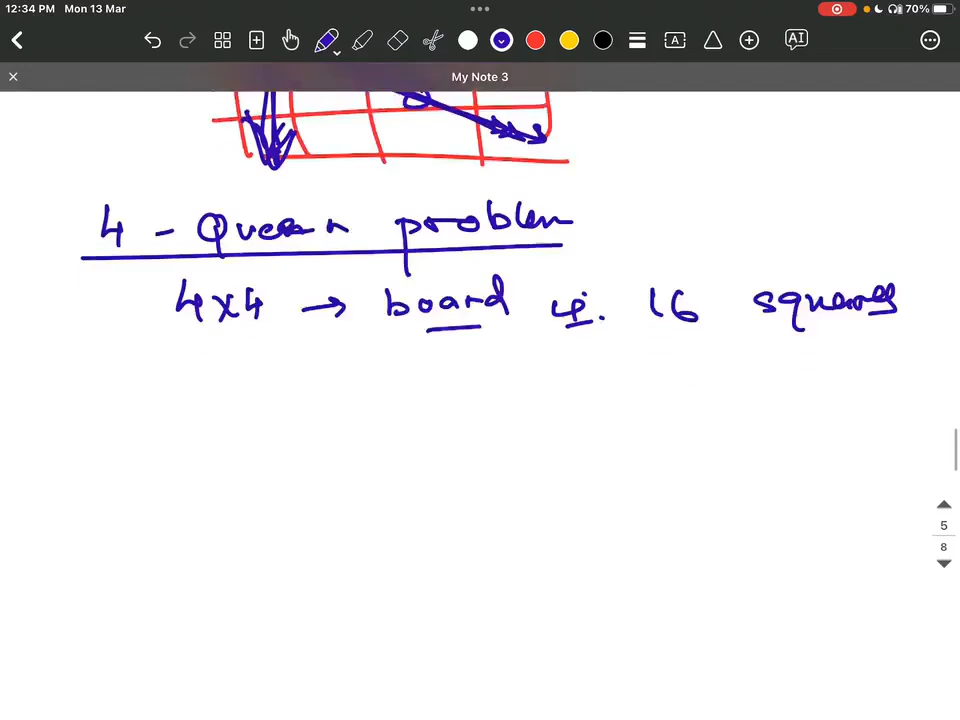 12:34 PM Mon 13 Mar
70%
A
AI
My Note 3
4 - Queen problem
4x4 → board i. 16 squares
5
8